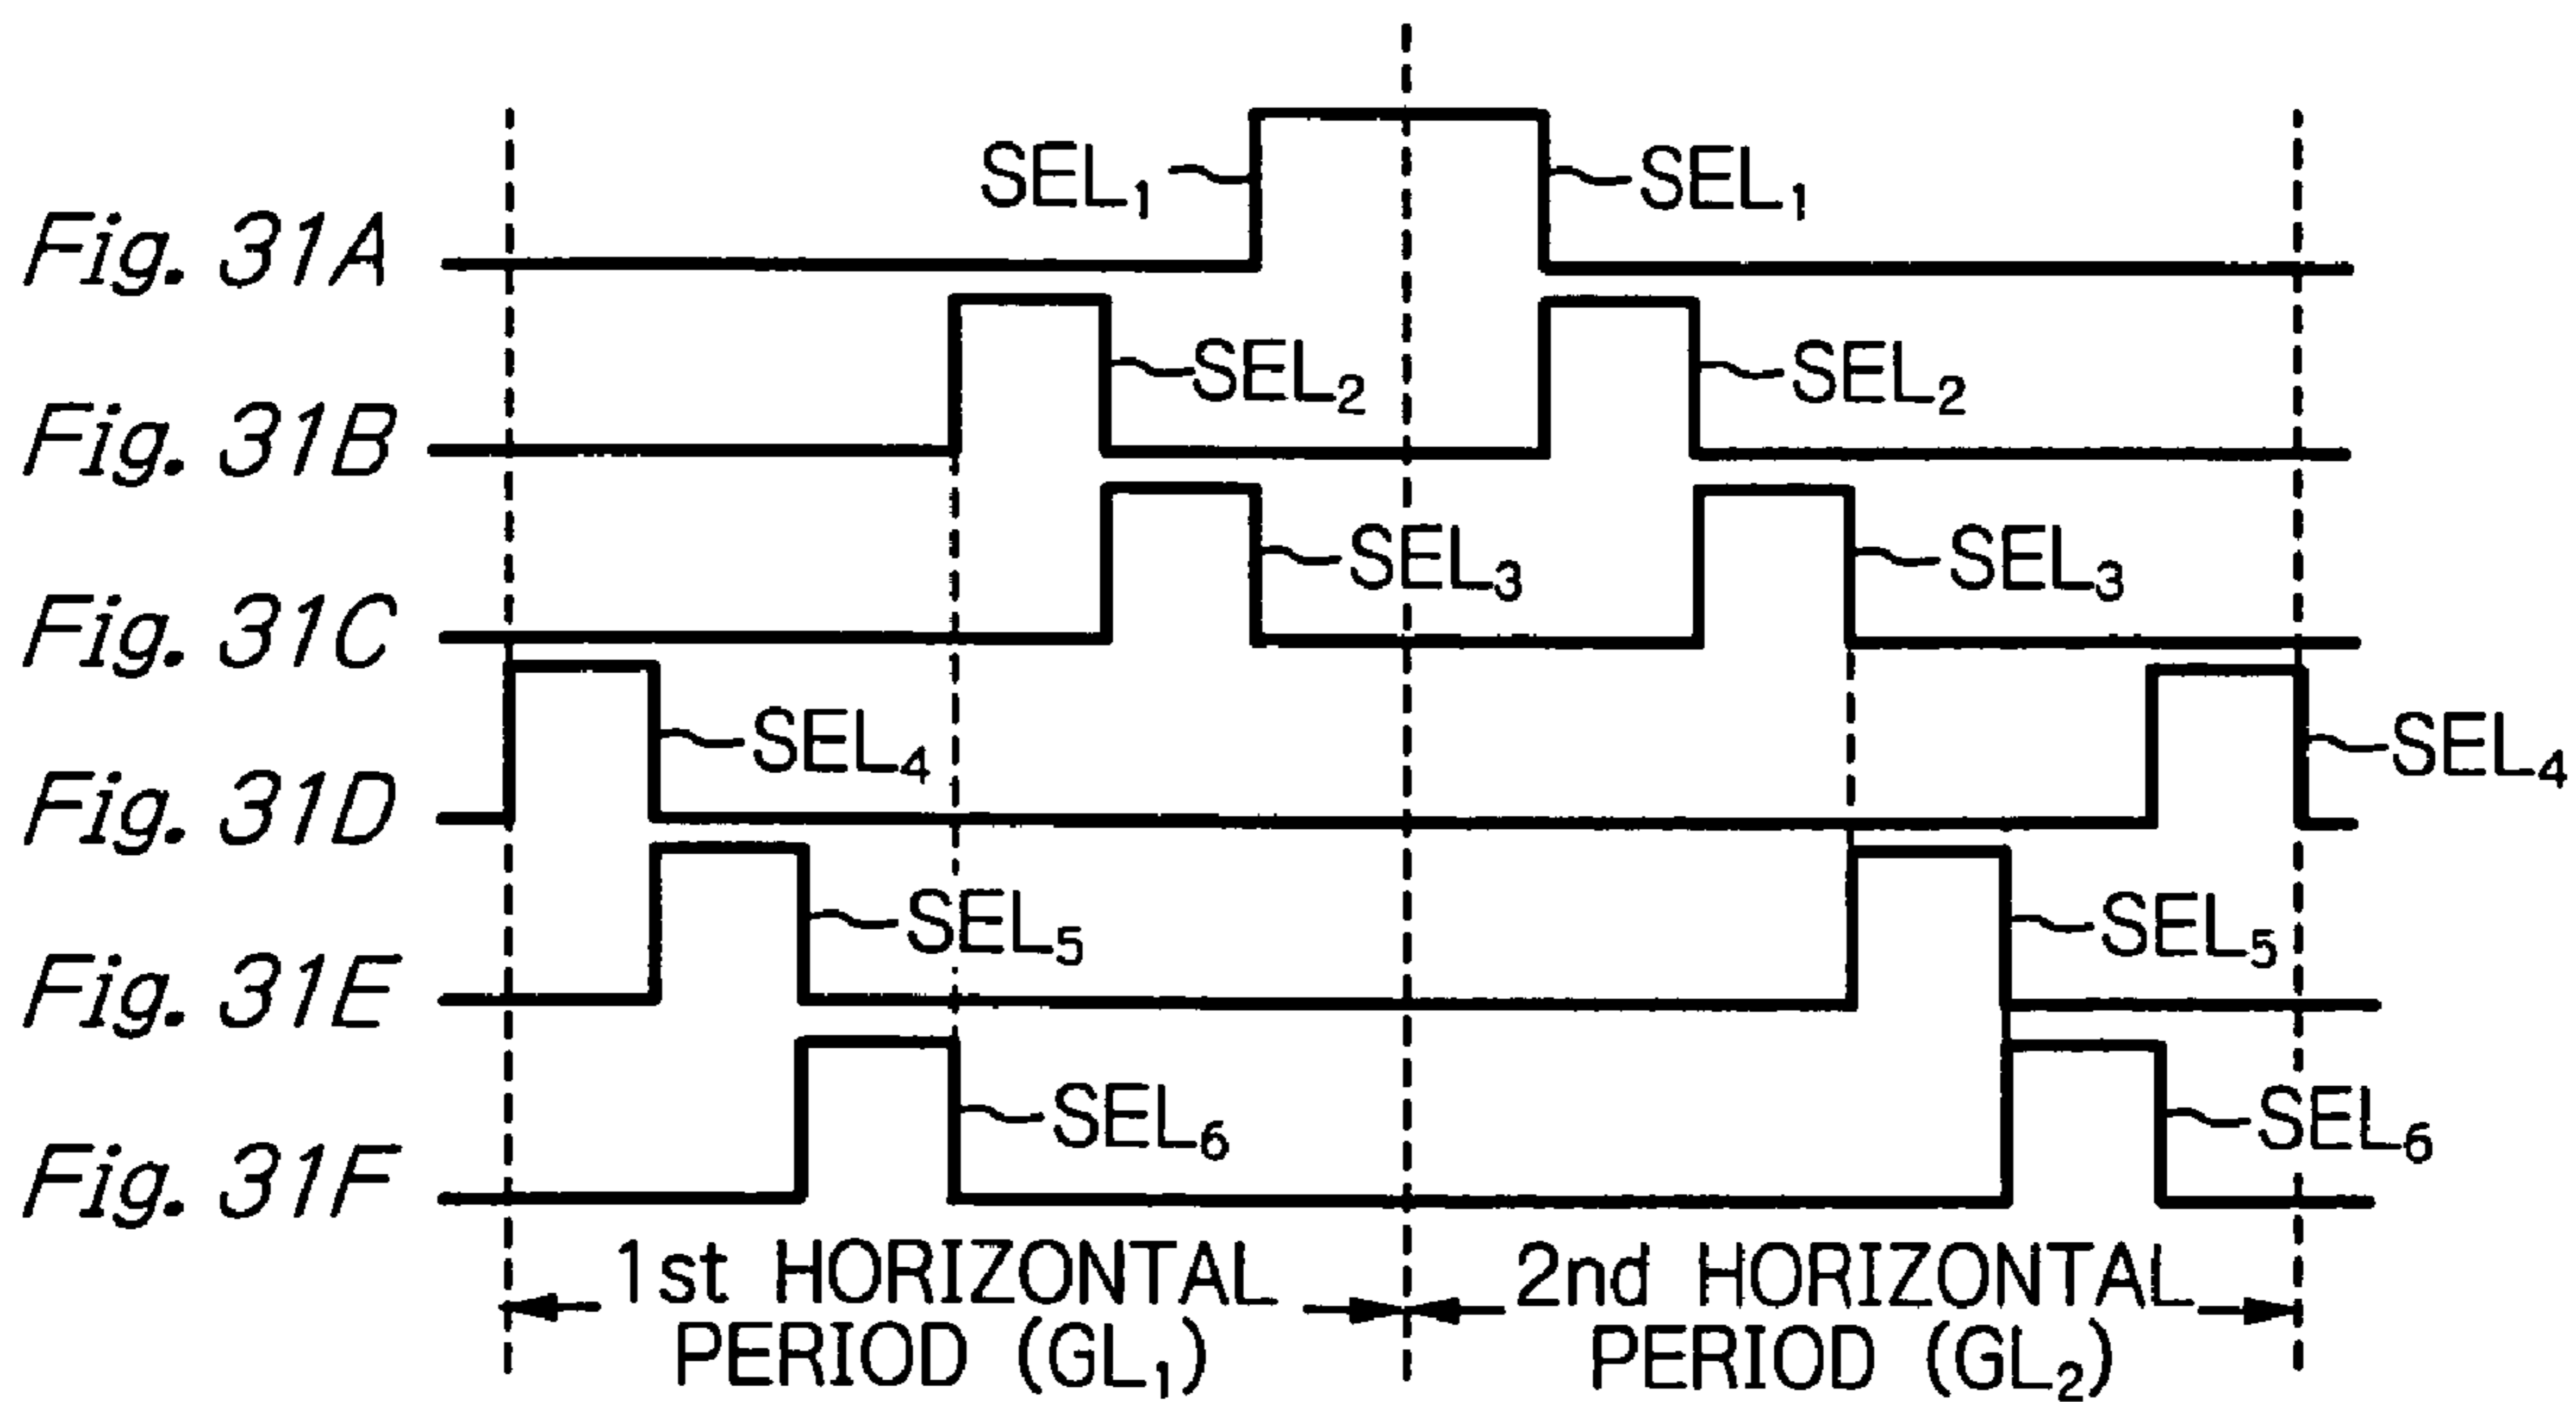 SEL1 SEL1
Fig. 31A
SEL2 SEL2
Fig. 31B
SEL3 SEL3
Fig. 31C
SEL4 SEL4
Fig. 31D
SEL5 SEL5
Fig. 31E
SEL6 SEL6
Fig. 31F
1st HORIZONTAL PERIOD (GL1)
2nd HORIZONTAL PERIOD (GL2)